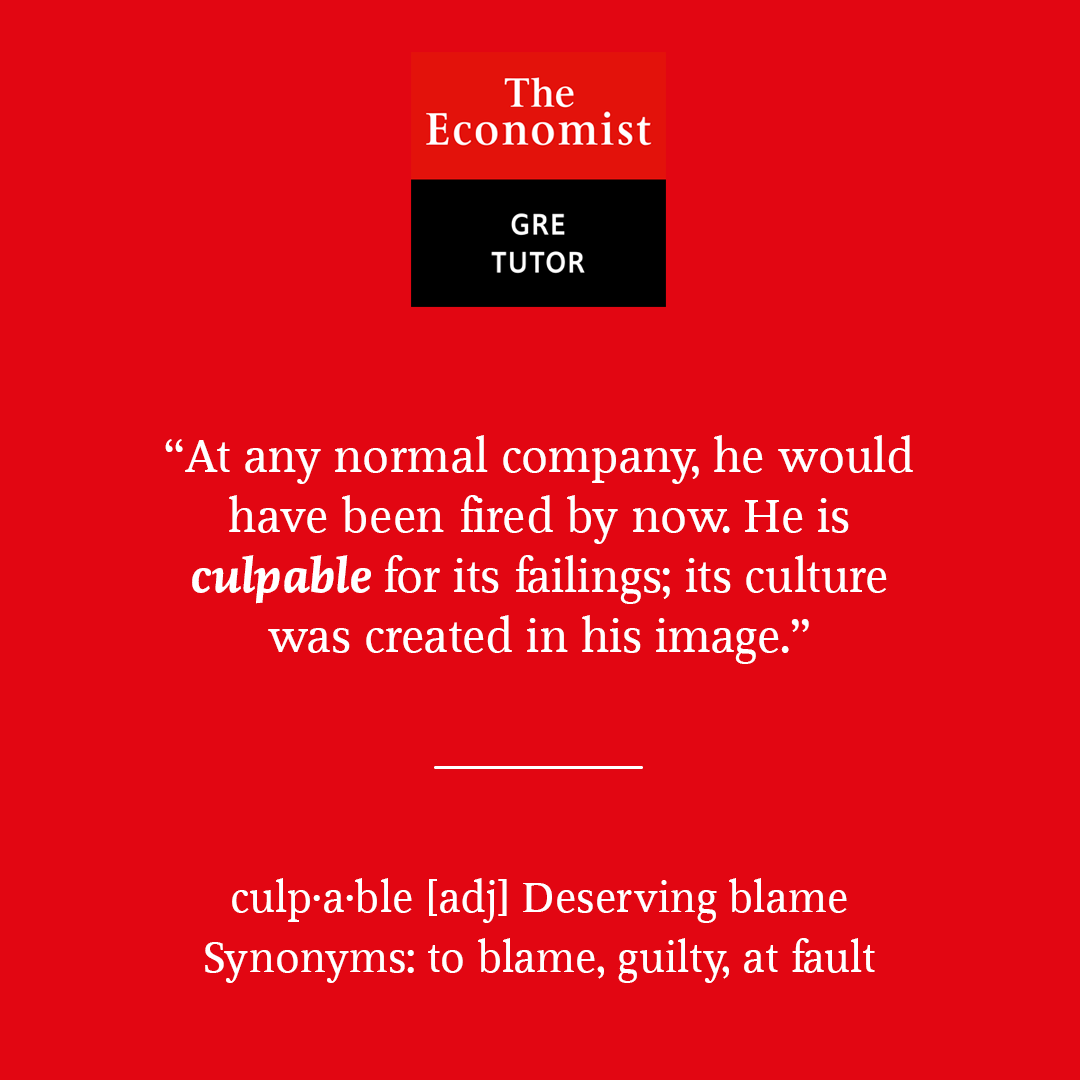 The
Economist
GRE
TUTOR
“At any normal company, he would
have been fired by now. He is
culpable for its failings; its culture
was created in his image.”
culp·a·ble [adj] Deserving blame
Synonyms: to blame, guilty, at fault